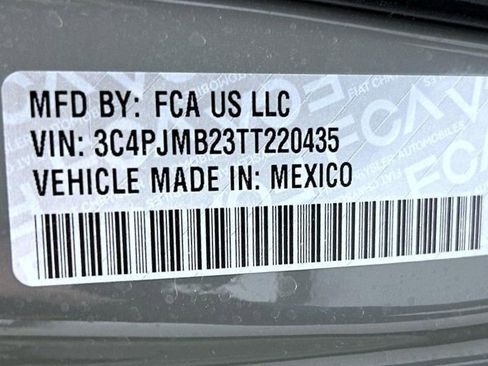 MFD BY: FCA US LLC
VIN: 3C4PJMB23TT220435
VEHICLE MADE IN: MEXICO